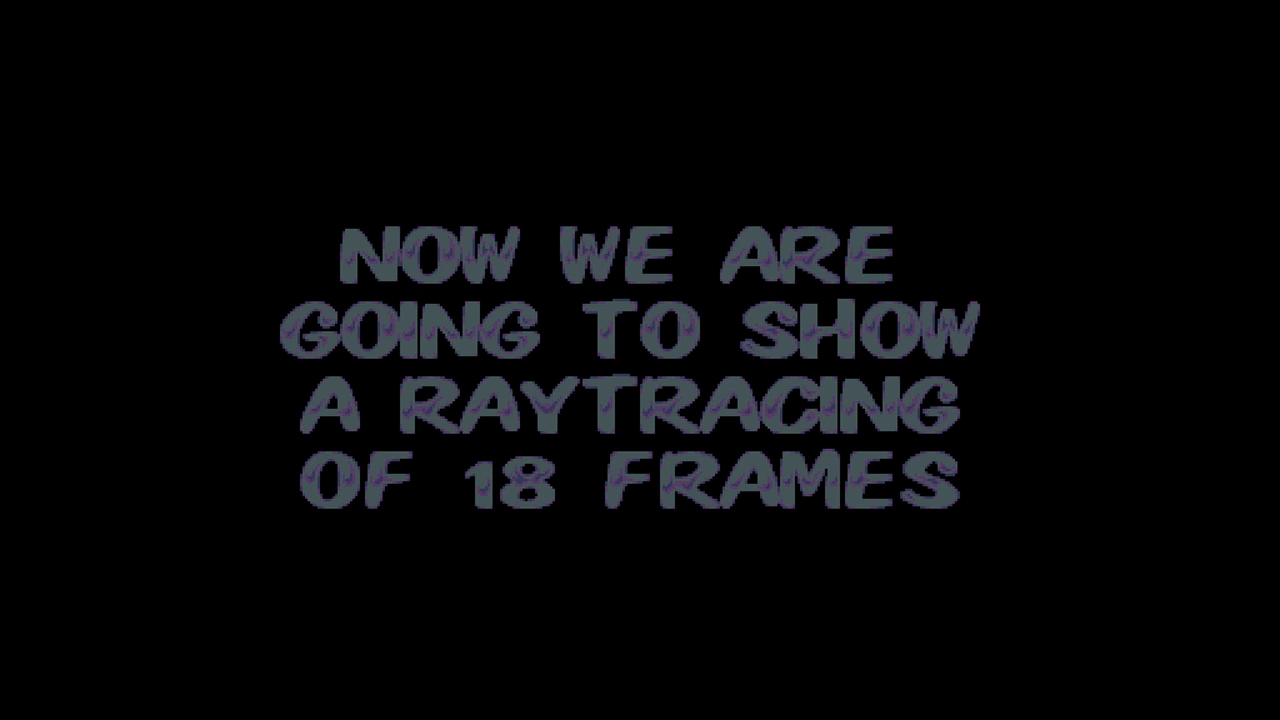 NOW WE ARE
GOING TO SHOW
A RAYTRACING
OF 18 FRAMES